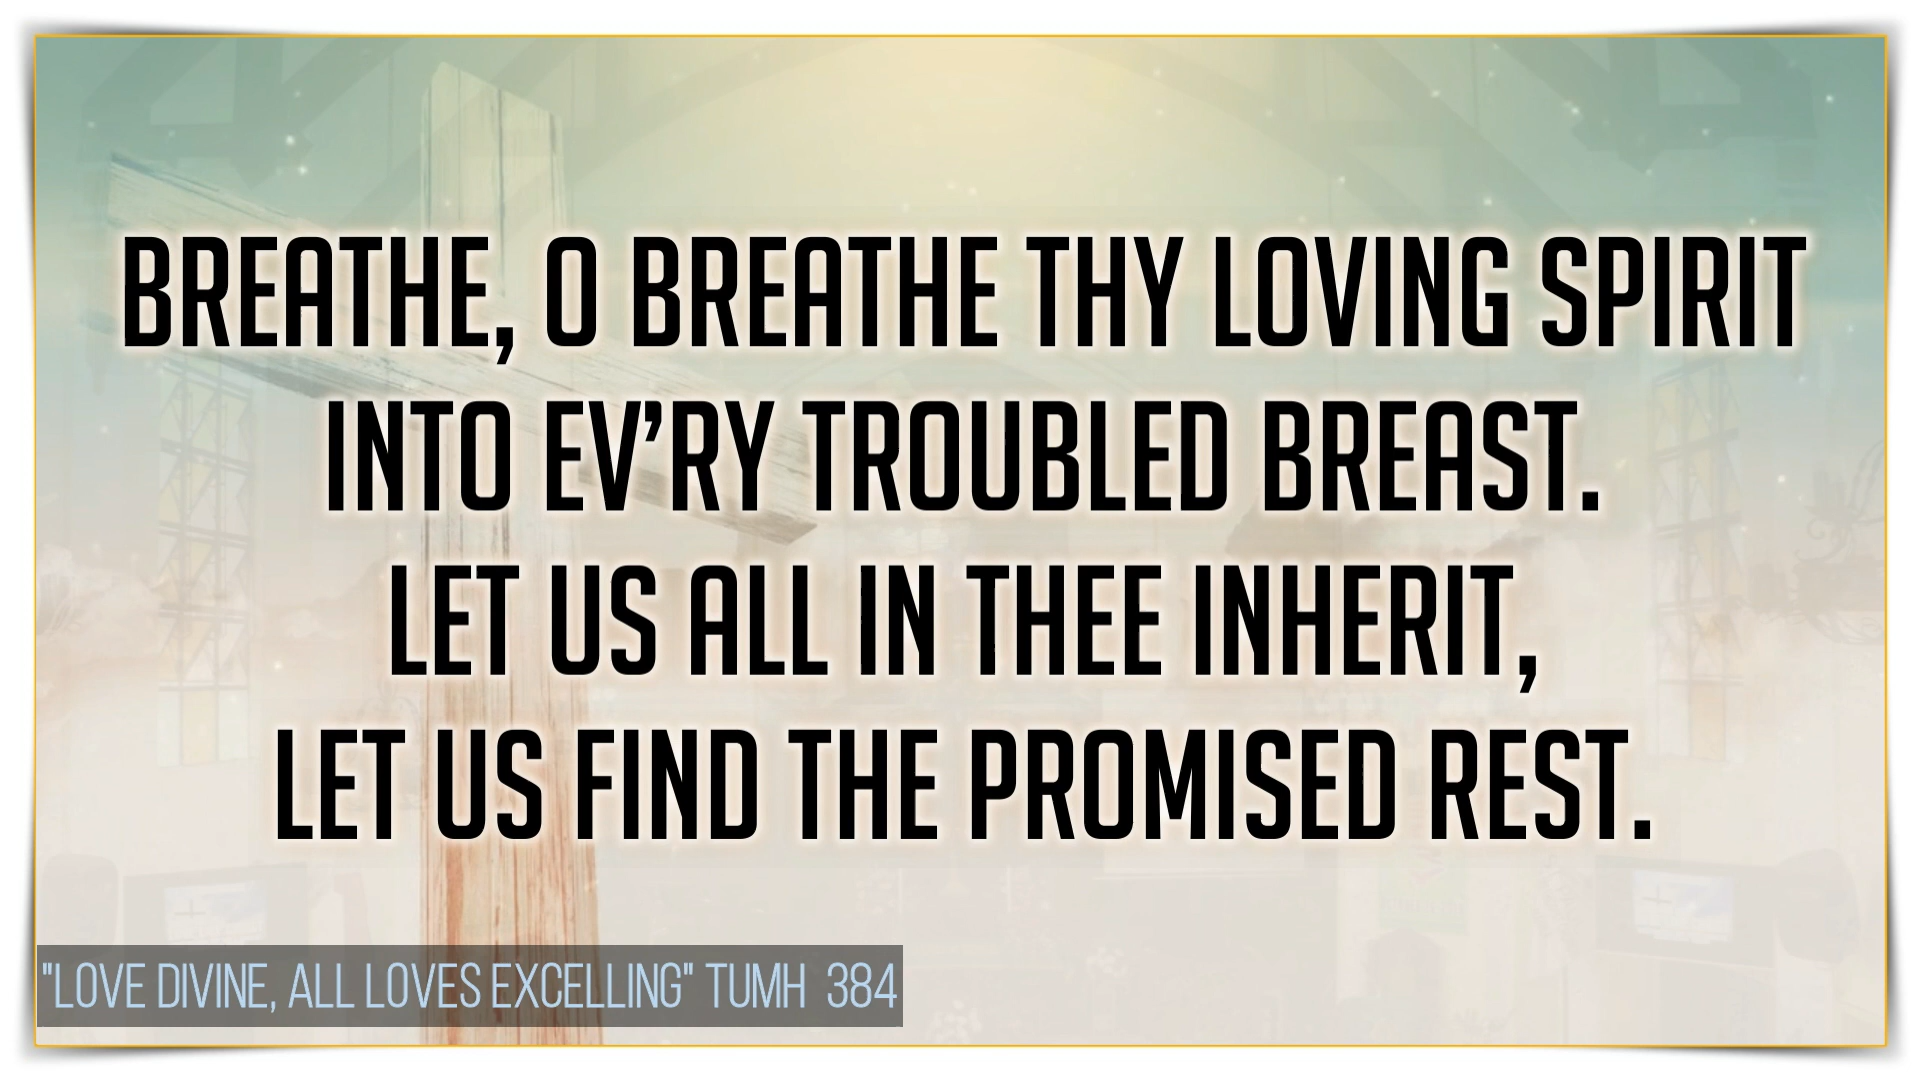 BREATHE, O BREATHE THY LOVING SPIRIT
INTO EV’RY TROUBLED BREAST.
LET US ALL IN THEE INHERIT,
LET US FIND THE PROMISED REST.
"LOVE DIVINE, ALL LOVES EXCELLING" TUMH 384